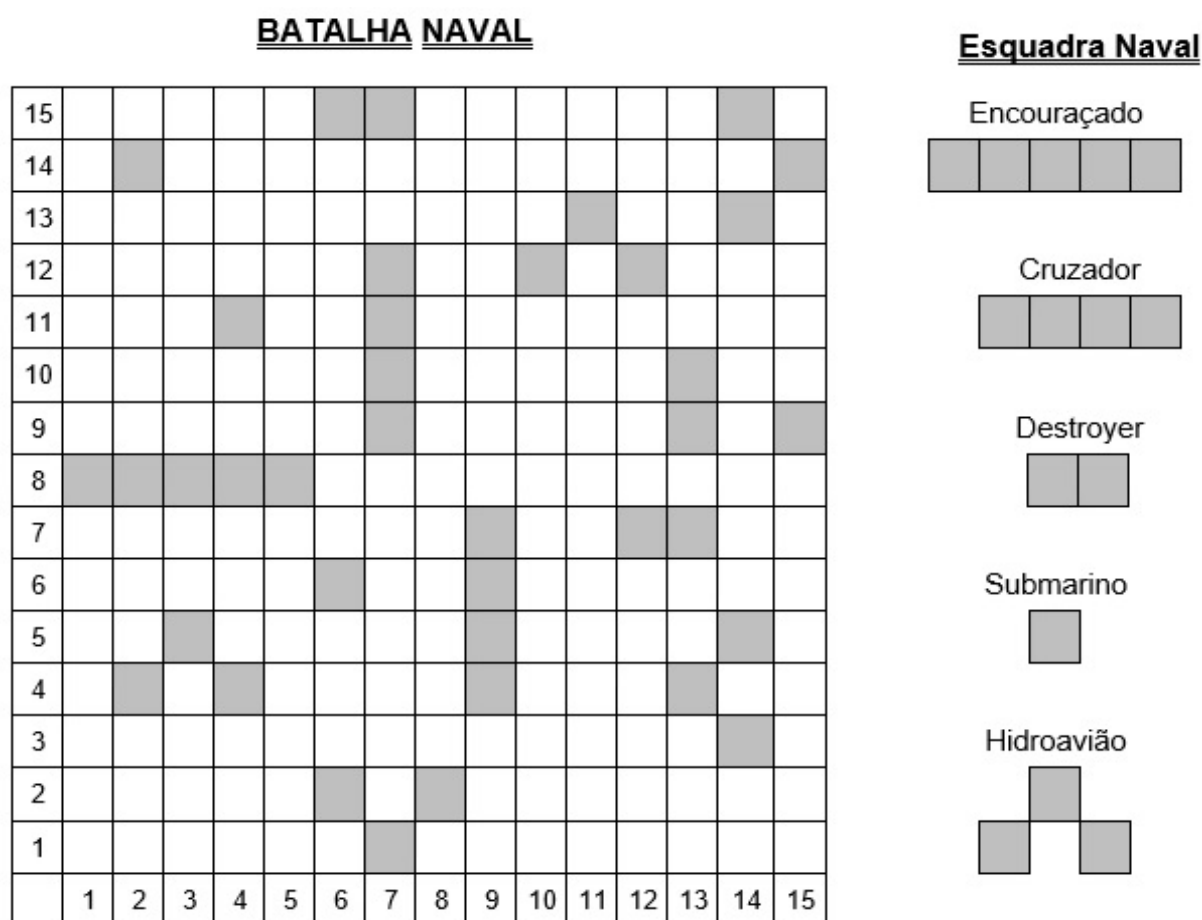 BATALHA NAVAL
Esquadra Naval
15
14
13
12
11
10
9
8
7
6
5
4
3
2
1
1 2 3 4 5 6 7 8 9 10 11 12 13 14 15
Encouraçado
Cruzador
Destroyer
Submarino
Hidroavião